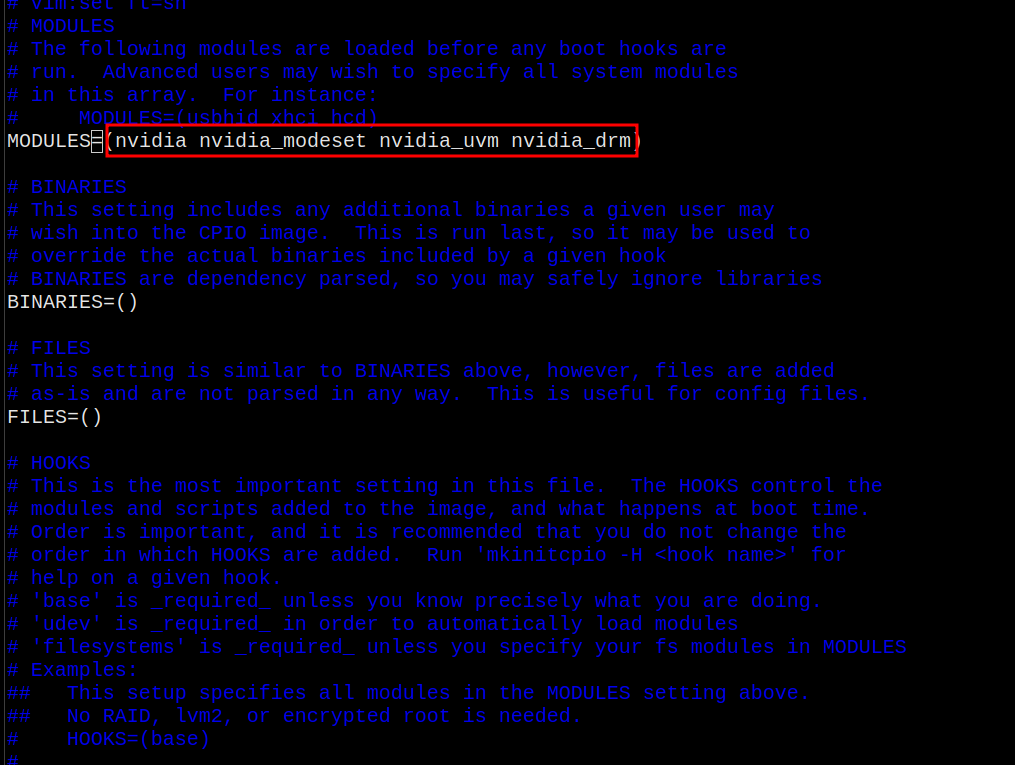 # vim:set ft=sh
# MODULES
# The following modules are loaded before any boot hooks are
# run.  Advanced users may wish to specify all system modules
# in this array.  For instance:
#     MODULES=(usbhid xhci_hcd)
MODULES=(nvidia nvidia_modeset nvidia_uvm nvidia_drm)
# BINARIES
# This setting includes any additional binaries a given user may
# wish into the CPIO image.  This is run last, so it may be used to
# override the actual binaries included by a given hook
# BINARIES are dependency parsed, so you may safely ignore libraries
BINARIES=()
# FILES
# This setting is similar to BINARIES above, however, files are added
# as-is and are not parsed in any way.  This is useful for config files.
FILES=()
# HOOKS
# This is the most important setting in this file.  The HOOKS control the
# modules and scripts added to the image, and what happens at boot time.
# Order is important, and it is recommended that you do not change the
# order in which HOOKS are added.  Run 'mkinitcpio -H <hook name>' for
# help on a given hook.
# 'base' is _required_ unless you know precisely what you are doing.
# 'udev' is _required_ in order to automatically load modules
# 'filesystems' is _required_ unless you specify your fs modules in MODULES
# Examples:
##   This setup specifies all modules in the MODULES setting above.
##   No RAID, lvm2, or encrypted root is needed.
#    HOOKS=(base)
#